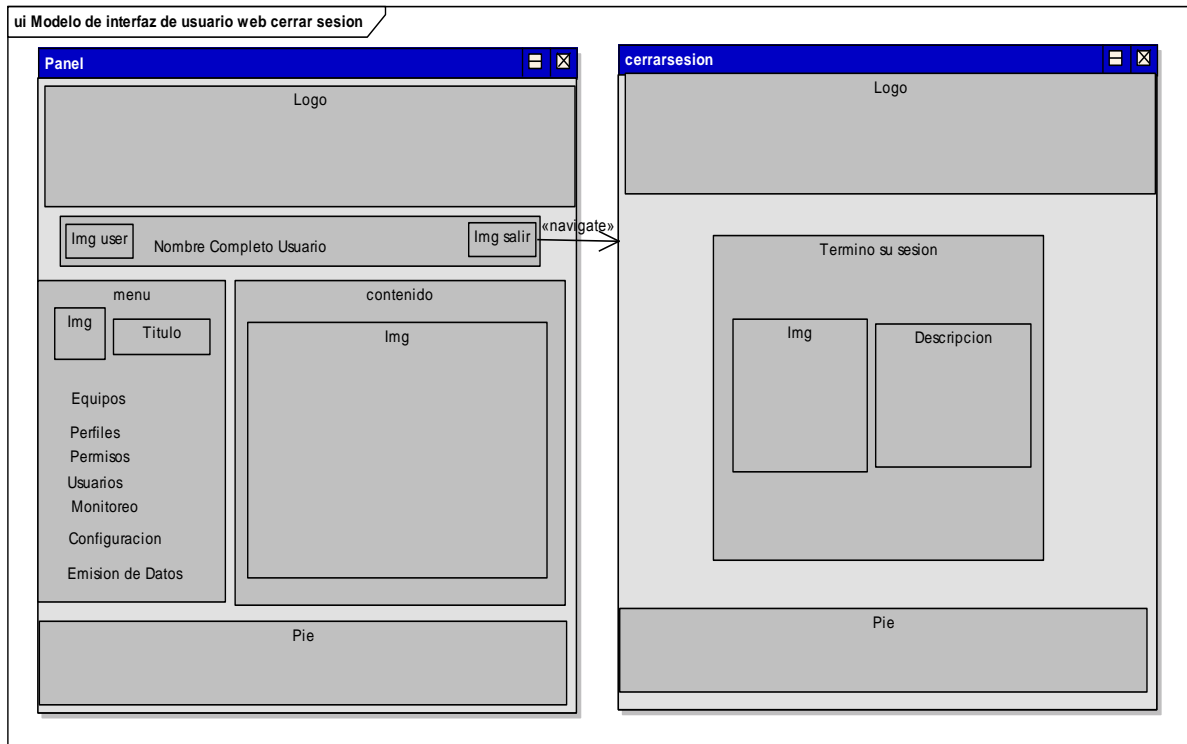 ui Modelo de interfaz de usuario web cerrar sesion
Panel
Logo
Img user
Nombre Completo Usuario
Img salir
«navigate»
menu
Img
Titulo
Equipos
Perfiles
Permisos
Usuarios
Monitoreo
Configuracion
Emision de Datos
contenido
Img
Pie
cerrarsesion
Logo
Termino su sesion
Img
Descripcion
Pie